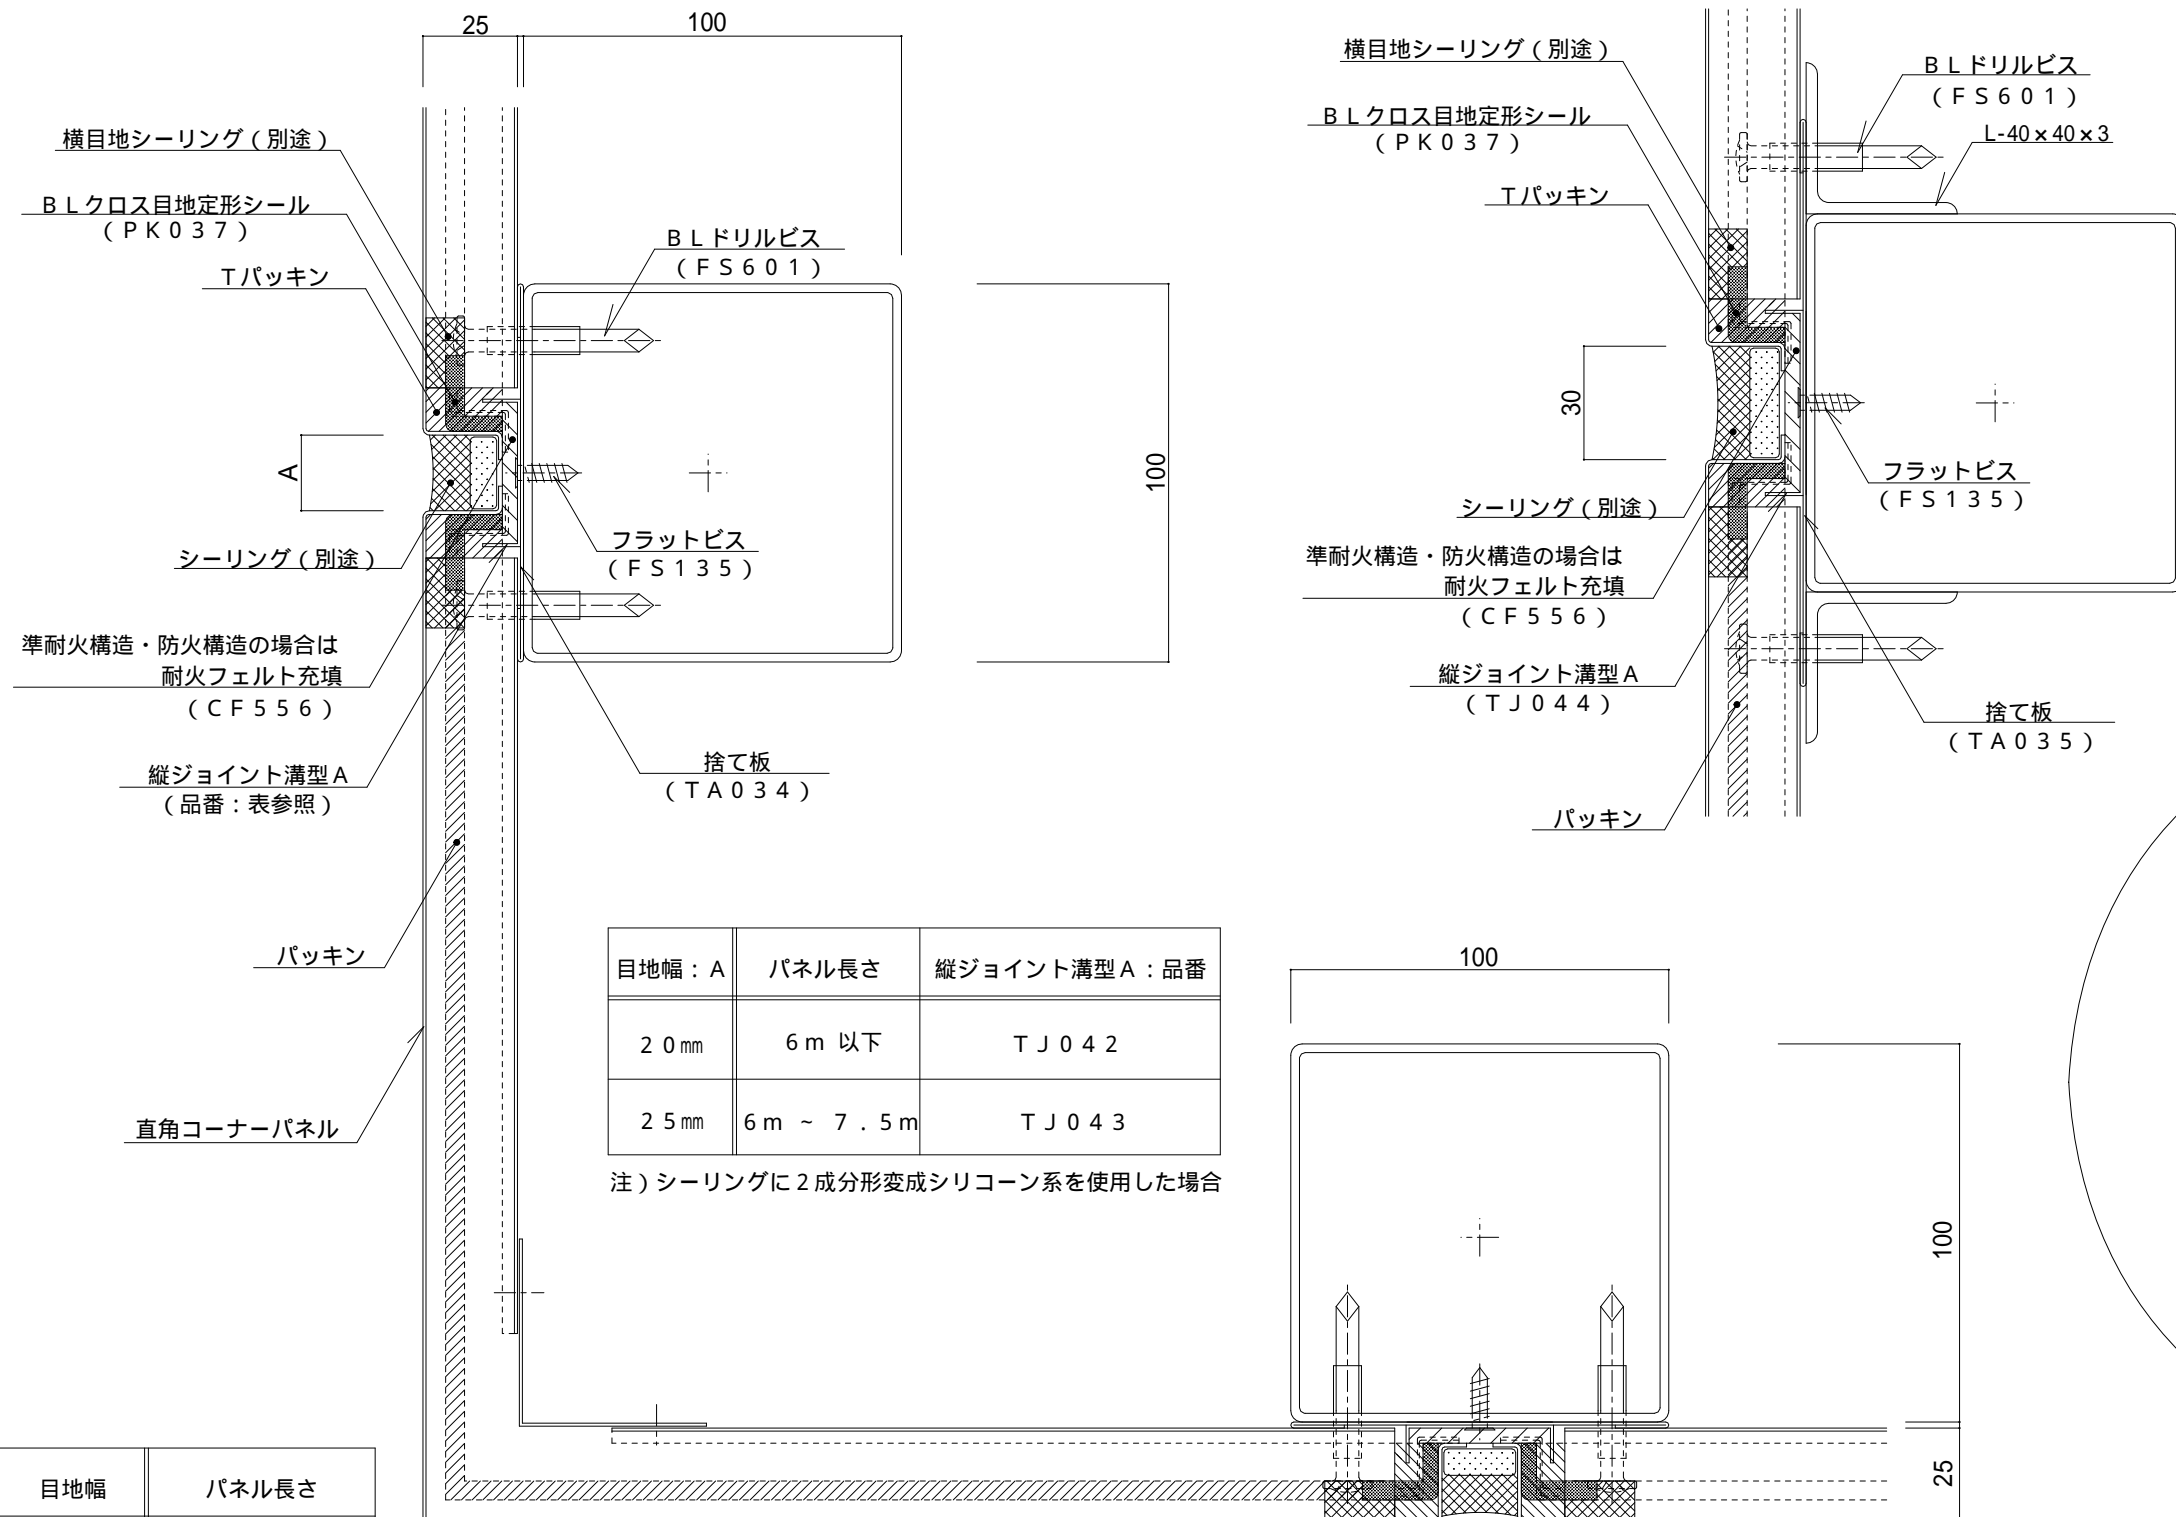 25
100
横目地シーリング(別途)
BLクロス目地定形シール
(PK037)
Tパッキン
BLドリルビス
(FS601)
A
100
シーリング(別途)
フラットビス
(FS135)
準耐火構造・防火構造の場合は
耐火フェルト充填
(CF556)
縦ジョイント溝型A
(品番:表参照)
捨て板
(TA034)
パッキン
直角コーナーパネル
横目地シーリング(別途)
BLクロス目地定形シール
(PK037)
Tパッキン
BLドリルビス
(FS601)
L-40×40×3
30
シーリング(別途)
フラットビス
(FS135)
準耐火構造・防火構造の場合は
耐火フェルト充填
(CF556)
縦ジョイント溝型A
(TJ044)
捨て板
(TA035)
パッキン
目地幅:A パネル長さ 縦ジョイント溝型A:品番
20㎜ 6m 以下 TJ042
25㎜ 6m ~ 7.5m TJ043
注)シーリングに2成分形変成シリコーン系を使用した場合
100
100
25
目地幅 パネル長さ